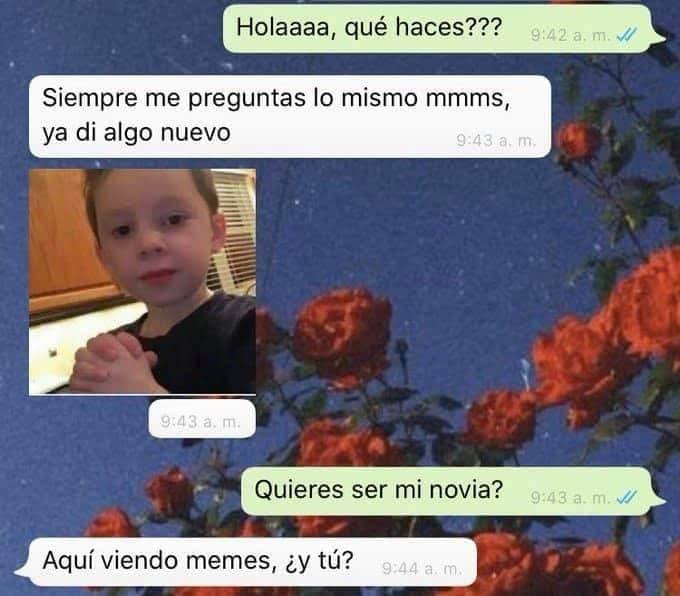 Holaaaa, qué haces??? 9:42 a. m.
Siempre me preguntas lo mismo mmms,
ya di algo nuevo 9:43 a. m.
9:43 a. m.
Quieres ser mi novia? 9:43 a. m.
Aquí viendo memes, ¿y tú? 9:44 a. m.